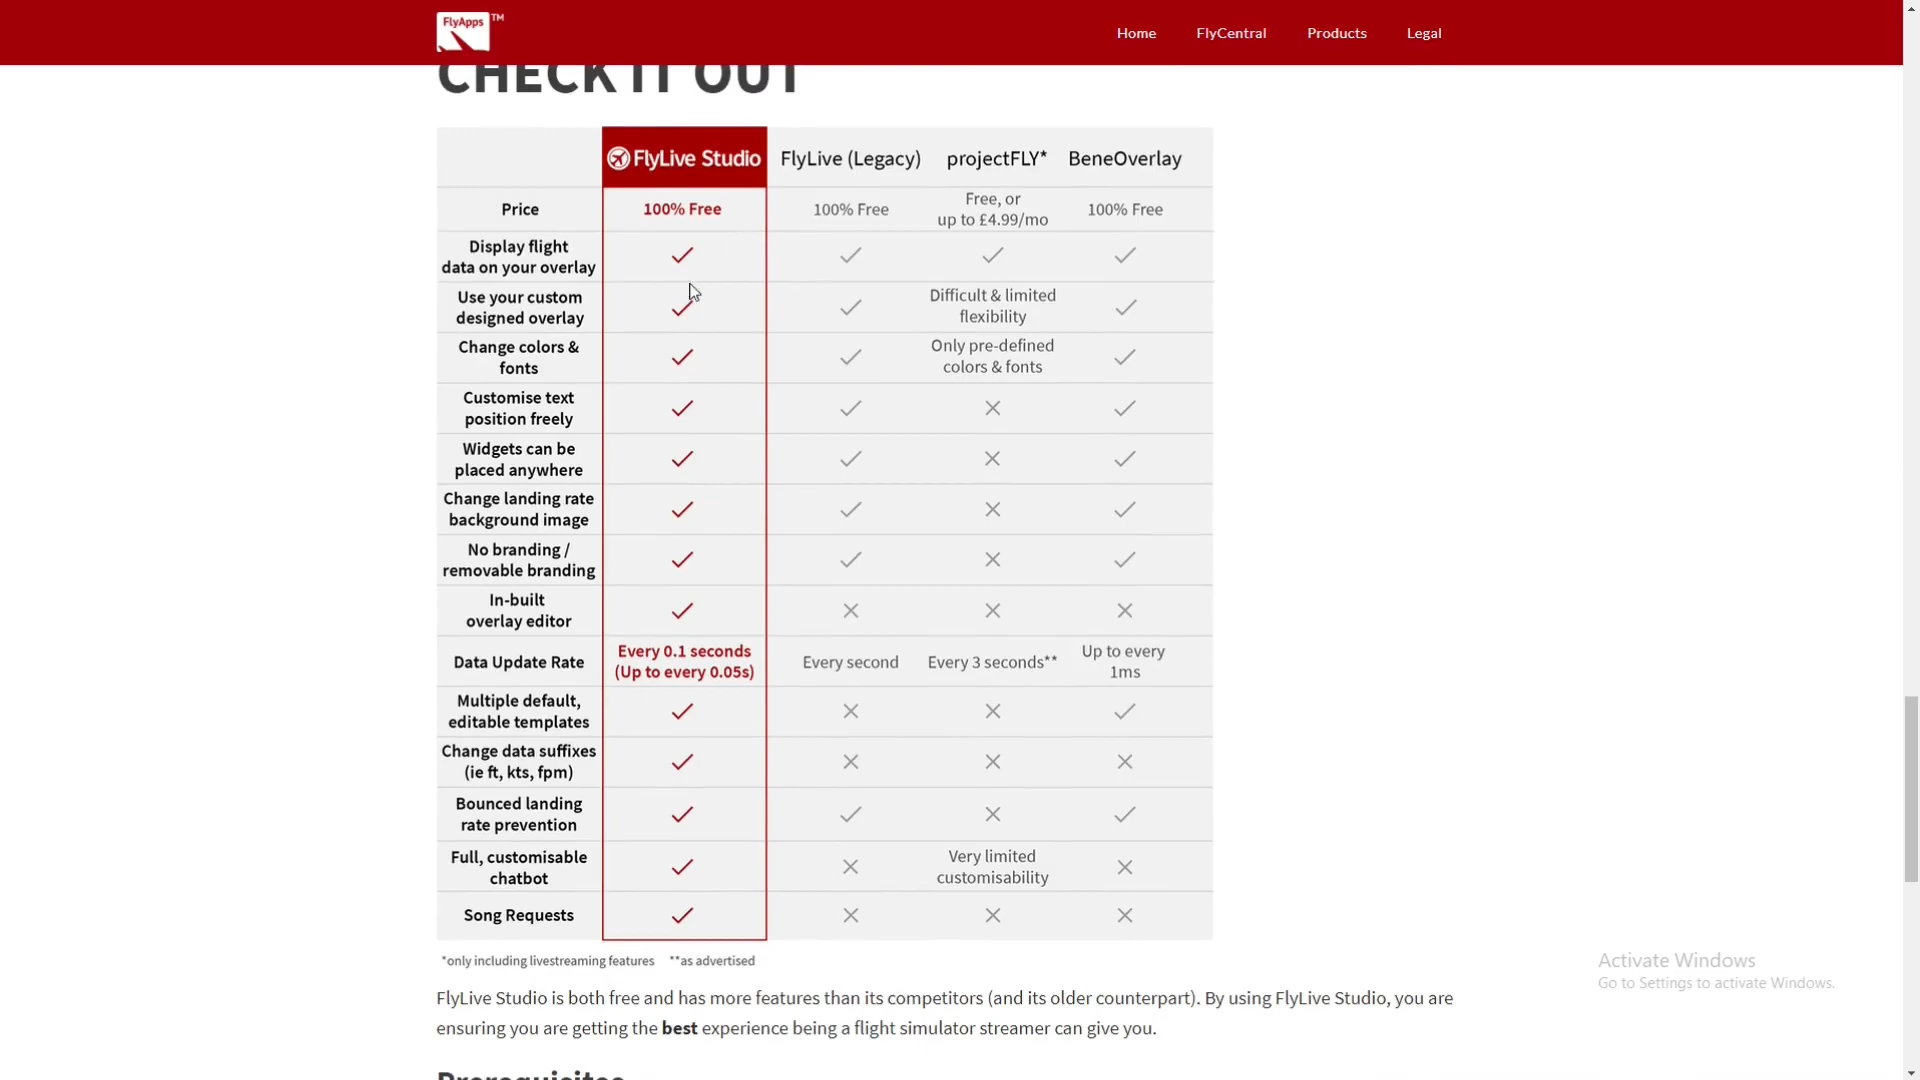 FlyApps TM
Home FlyCentral Products Legal
CHECK IT OUT
FlyLive Studio FlyLive (Legacy) projectFLY* BeneOverlay
Price 100% Free 100% Free Free, or
up to £4.99/mo 100% Free
Display flight
data on your overlay
Use your custom
designed overlay
Difficult & limited
flexibility
Change colors &
fonts
Only pre-defined
colors & fonts
Customise text
position freely
Widgets can be
placed anywhere
Change landing rate
background image
No branding /
removable branding
In-built
overlay editor
Data Update Rate
Every 0.1 seconds
(Up to every 0.05s)
Every second
Every 3 seconds**
Up to every
1ms
Multiple default,
editable templates
Change data suffixes
(ie ft, kts, fpm)
Bounced landing
rate prevention
Full, customisable
chatbot
Very limited
customisability
Song Requests
*only including livestreaming features **as advertised
FlyLive Studio is both free and has more features than its competitors (and its older counterpart). By using FlyLive Studio, you are
ensuring you are getting the best experience being a flight simulator streamer can give you.
Prerequisites
Activate Windows
Go to Settings to activate Windows.